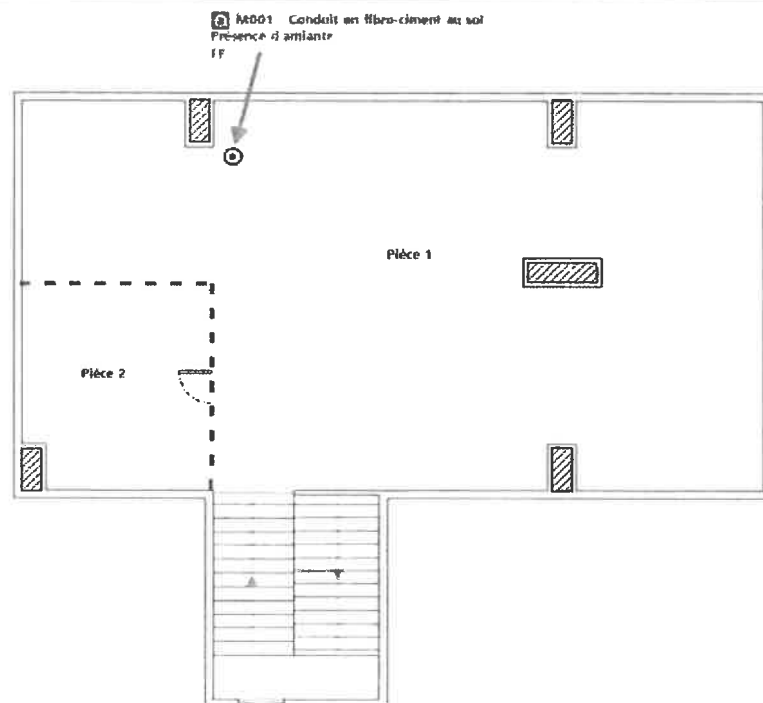 a M001 Conduit en fibro-ciment au sol
Présence d'amiante
FF
Pièce 1
Pièce 2